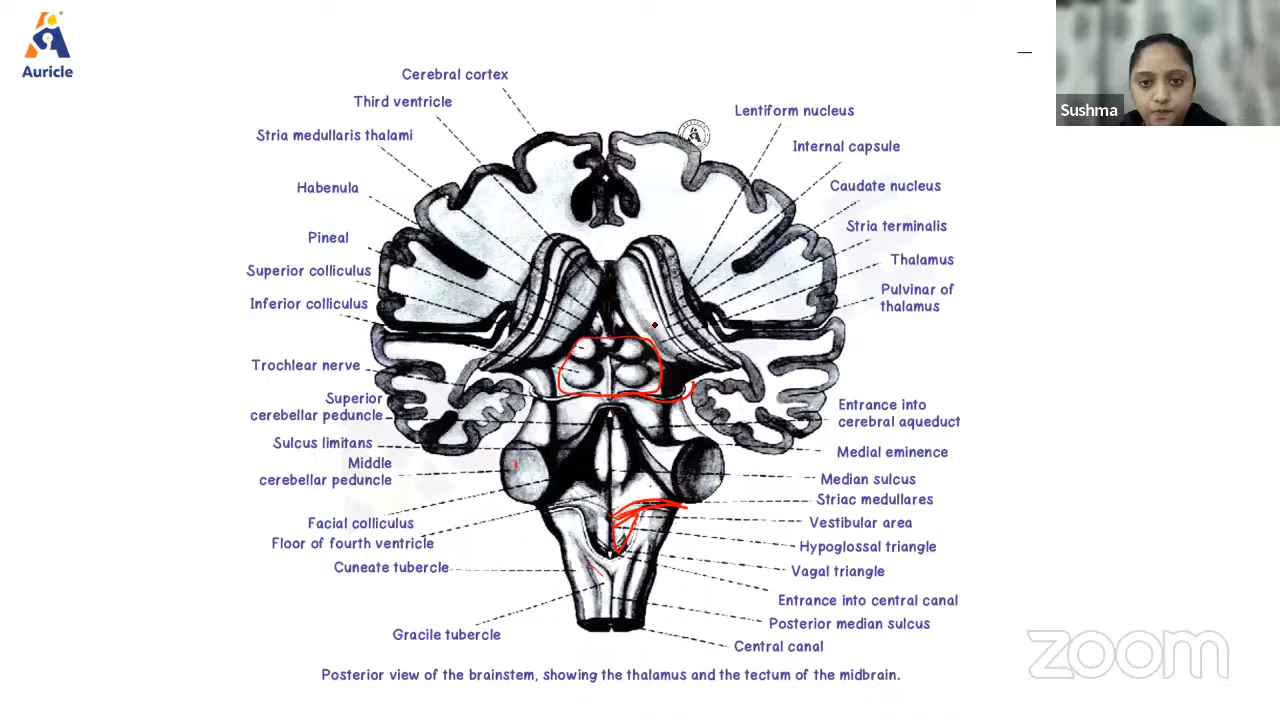 Auricle
Sushma
Cerebral cortex
Third ventricle
Stria medullaris thalami
Habenula
Pineal
Superior colliculus
Inferior colliculus
Trochlear nerve
Superior
cerebellar peduncle
Sulcus limitans
Middle
cerebellar peduncle
Facial colliculus
Floor of fourth ventricle
Cuneate tubercle
Gracile tubercle
Lentiform nucleus
Internal capsule
Caudate nucleus
Stria terminalis
Thalamus
Pulvinar of
thalamus
Entrance into
cerebral aqueduct
Medial eminence
Median sulcus
Striac medullares
Vestibular area
Hypoglossal triangle
Vagal triangle
Entrance into central canal
Posterior median sulcus
Central canal
Posterior view of the brainstem, showing the thalamus and the tectum of the midbrain.
zoom